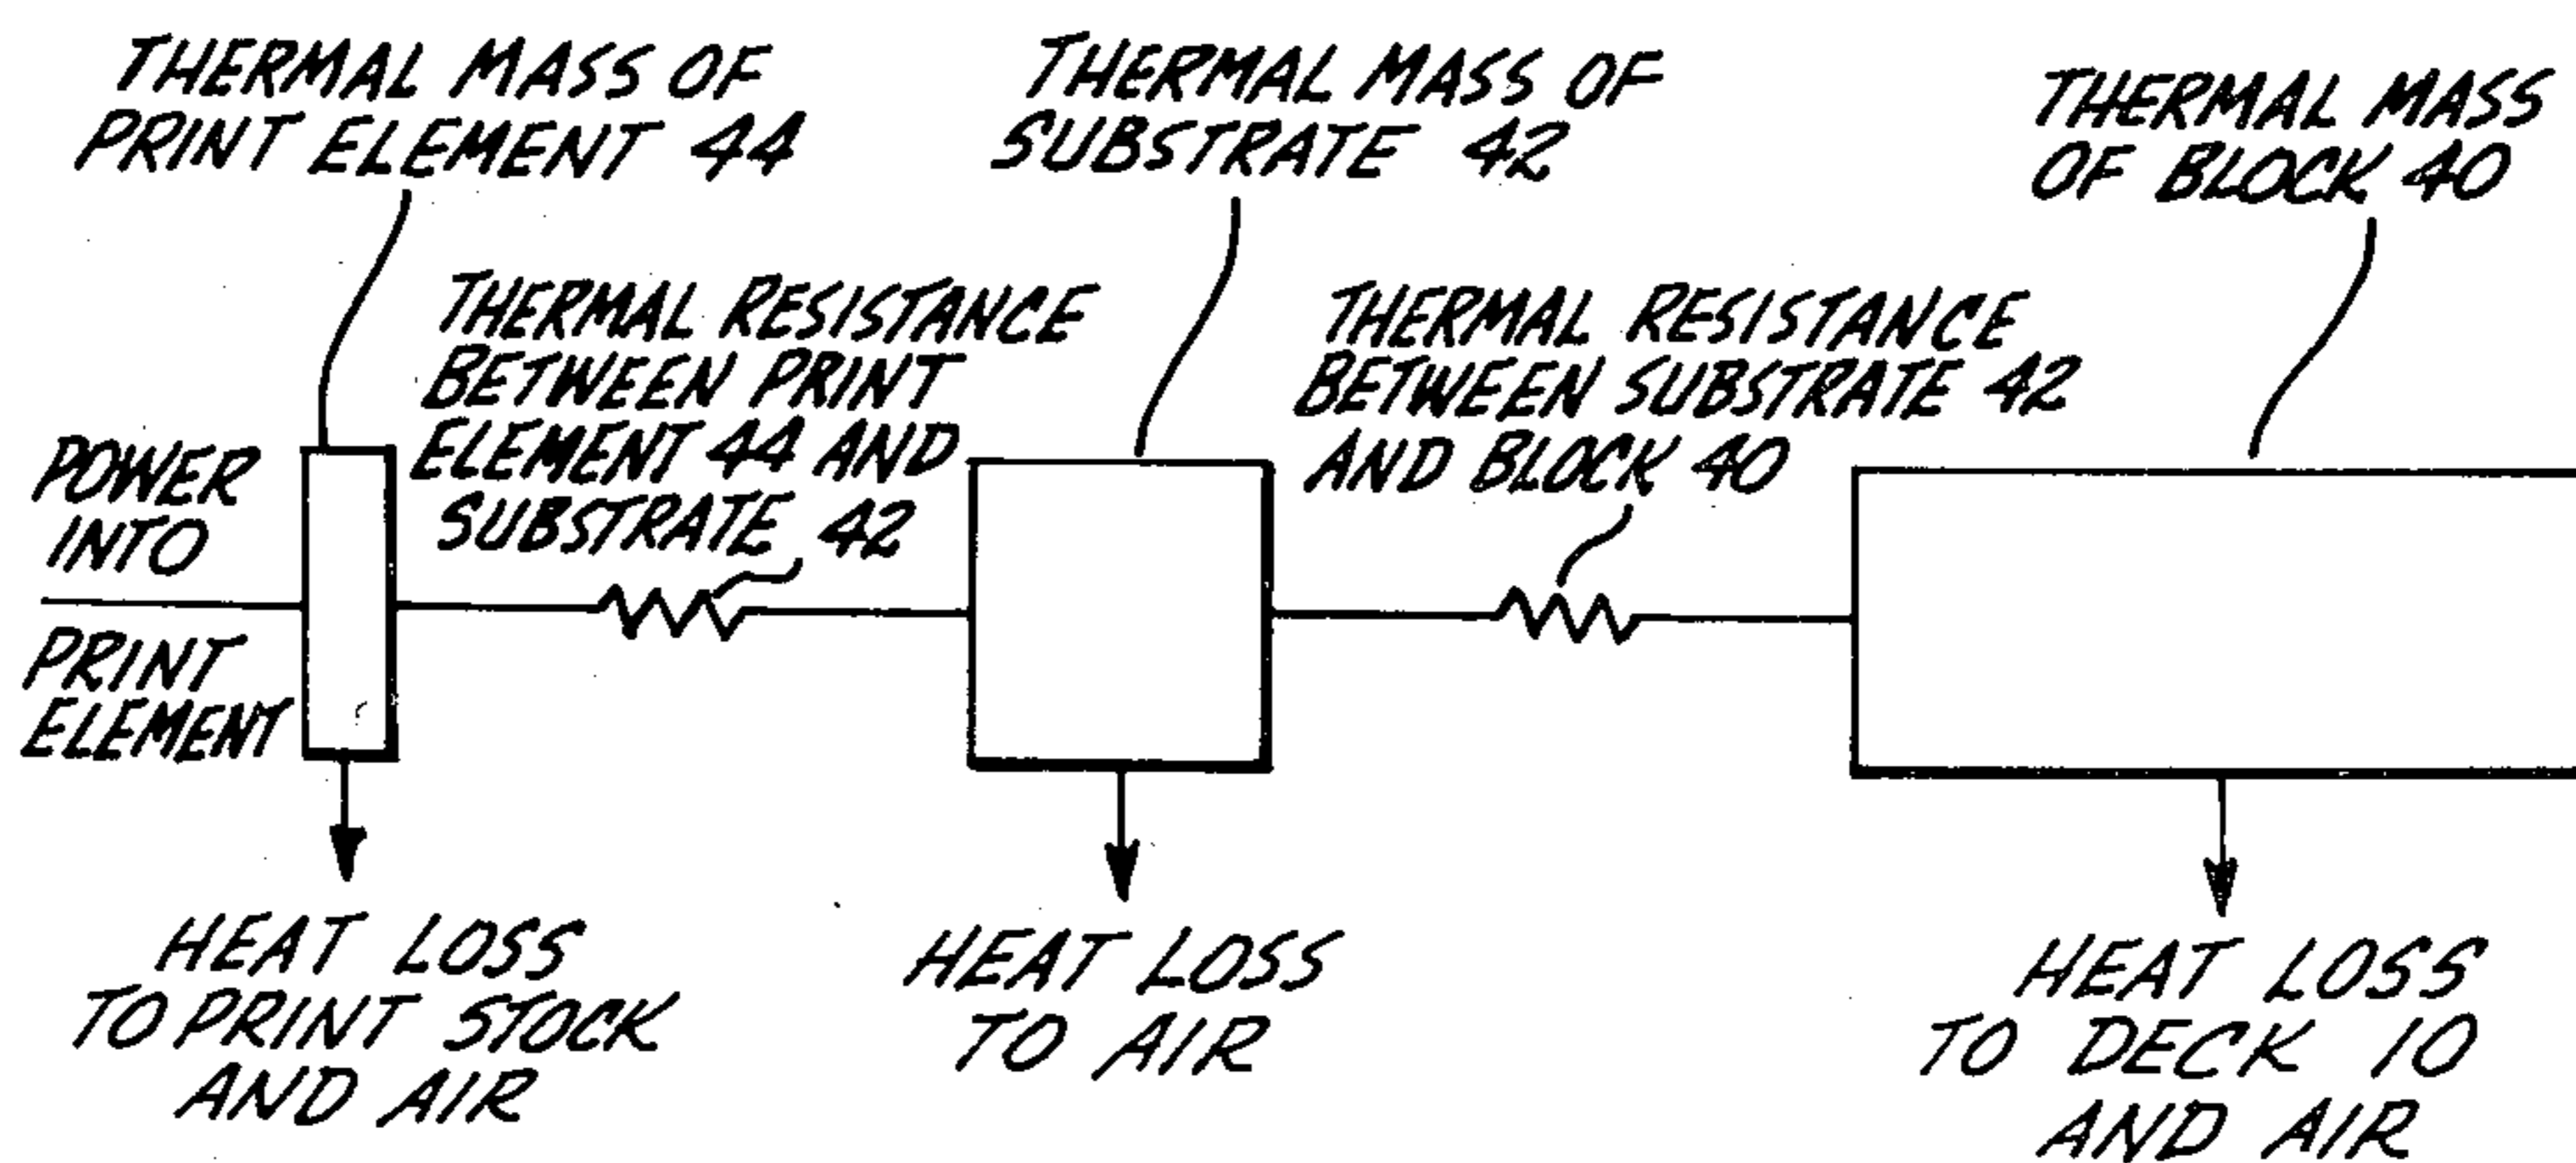 THERMAL MASS OF
PRINT ELEMENT 44
THERMAL MASS OF
SUBSTRATE 42
THERMAL MASS
OF BLOCK 40
THERMAL RESISTANCE
BETWEEN PRINT
ELEMENT 44 AND
SUBSTRATE 42
THERMAL RESISTANCE
BETWEEN SUBSTRATE 42
AND BLOCK 40
POWER
INTO
PRINT
ELEMENT
HEAT LOSS
TO PRINT STOCK
AND AIR
HEAT LOSS
TO AIR
HEAT LOSS
TO DECK 10
AND AIR